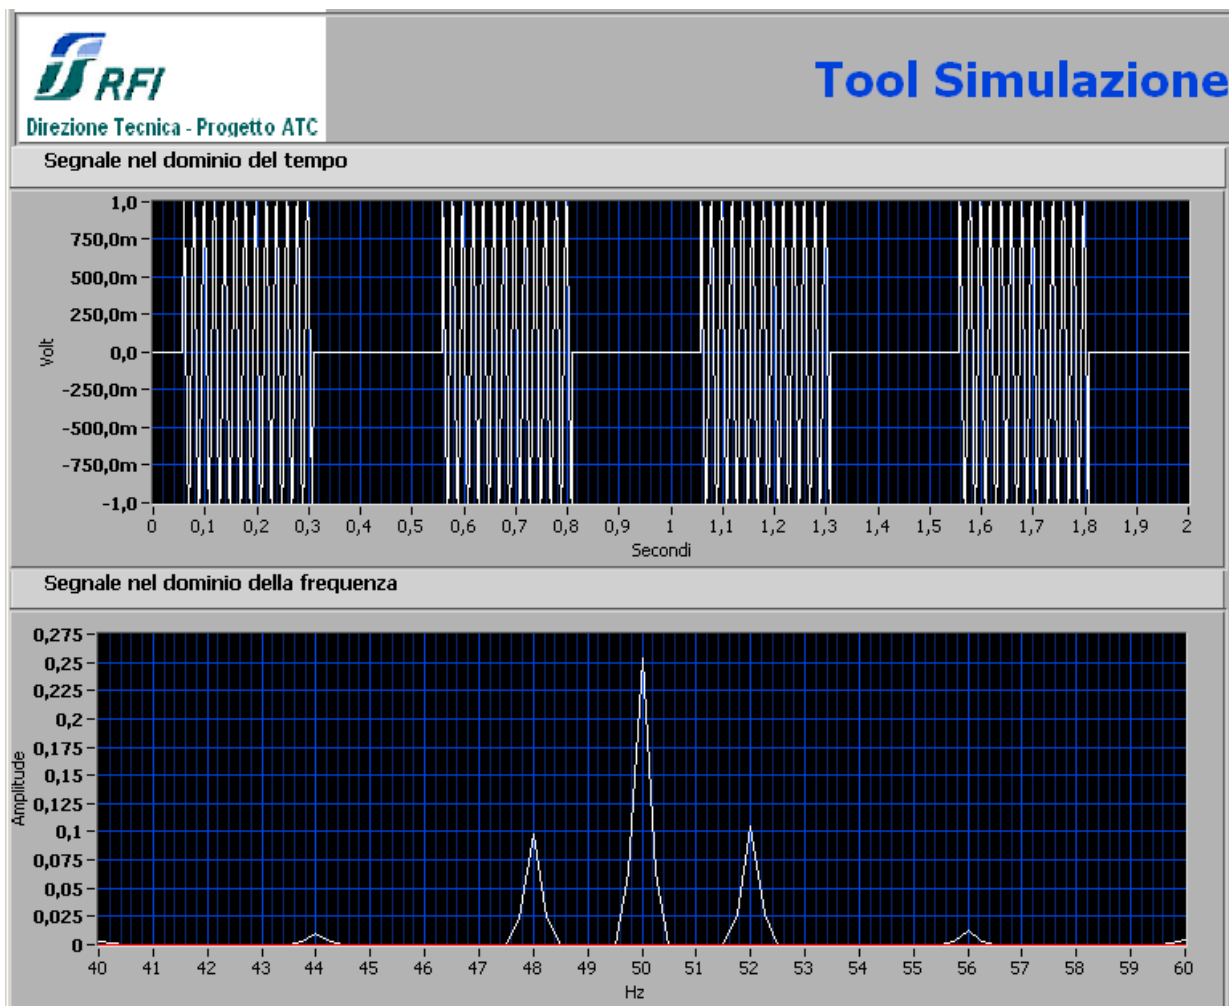 RFI
Direzione Tecnica - Progetto ATC
Tool Simulazione
Segnale nel dominio del tempo
1,0
750,0m
500,0m
250,0m
0,0
-250,0m
-500,0m
-750,0m
-1,0
Volt
0 0,1 0,2 0,3 0,4 0,5 0,6 0,7 0,8 0,9 1 1,1 1,2 1,3 1,4 1,5 1,6 1,7 1,8 1,9 2
Secondi
Segnale nel dominio della frequenza
0,275
0,25
0,225
0,2
0,175
0,15
0,125
0,1
0,075
0,05
0,025
0
Amplitude
40 41 42 43 44 45 46 47 48 49 50 51 52 53 54 55 56 57 58 59 60
Hz